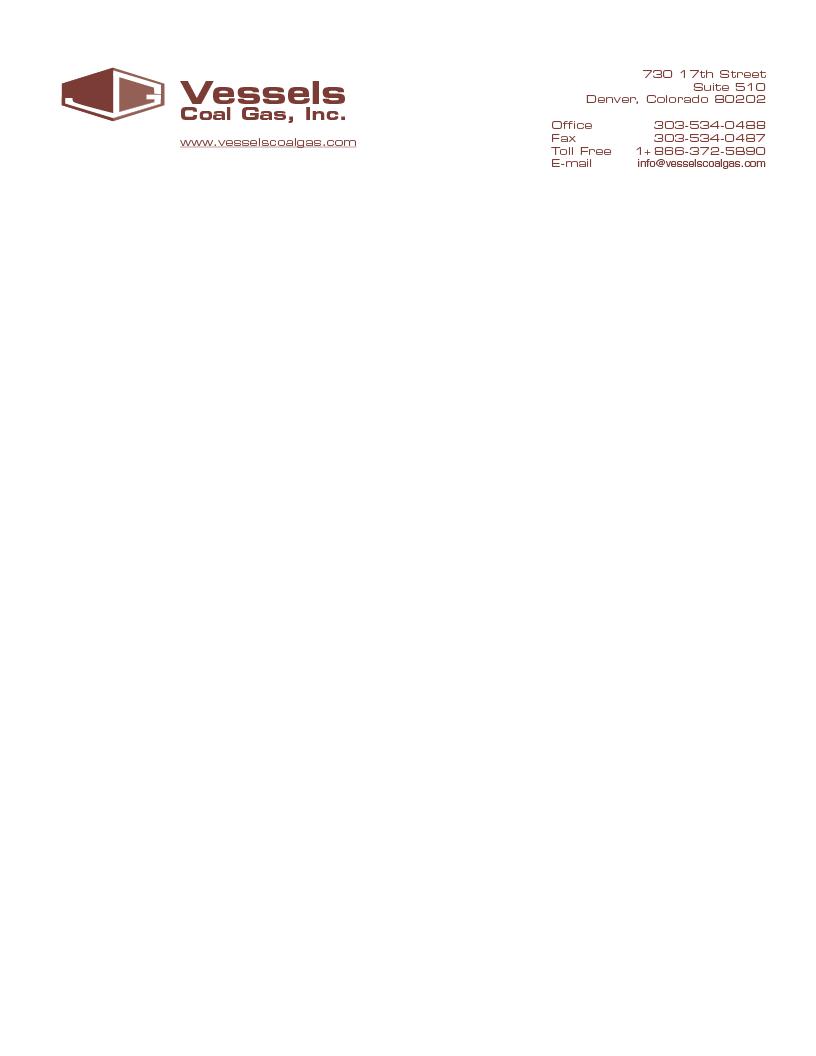 Vessels
Coal Gas, Inc.
www.vesselscoalgas.com
730 17th Street
Suite 510
Denver, Colorado 80202
Office 303-534-0488
Fax 303-534-0487
Toll Free 1+866-372-5890
E-mail info@vesselscoalgas.com